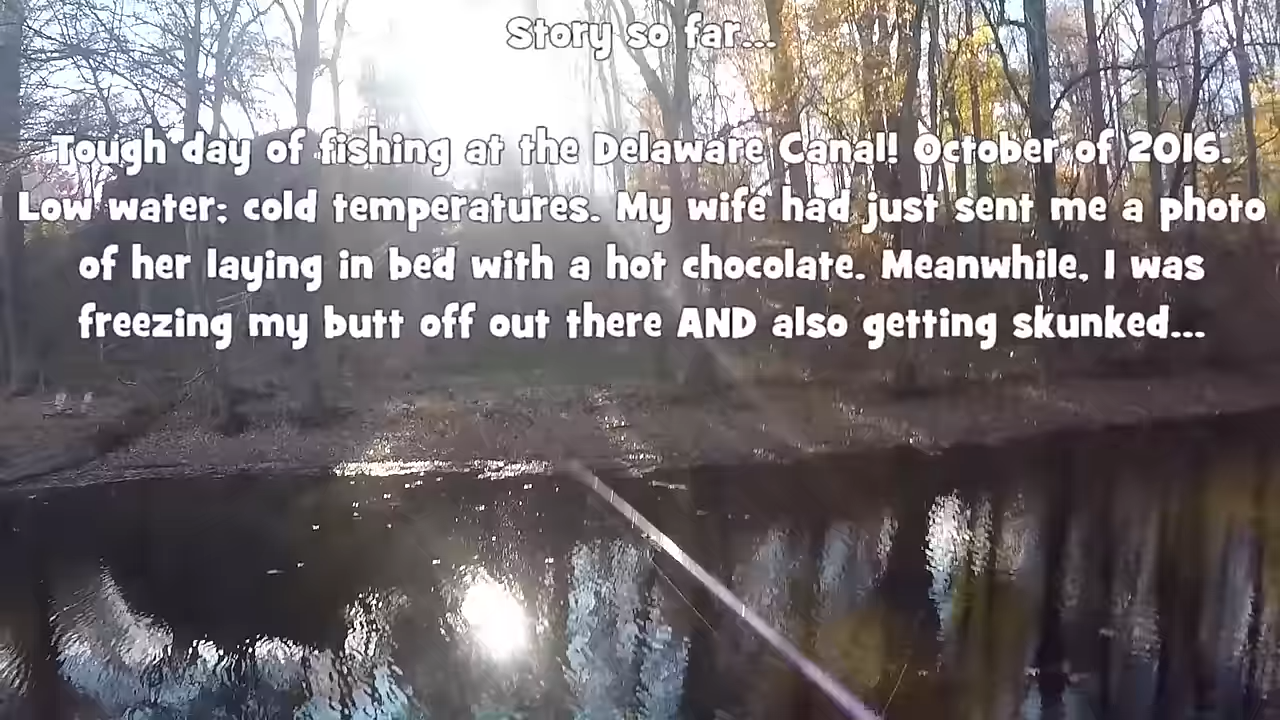 Story so far...
Tough day of fishing at the Delaware Canal! October of 2016.
Low water; cold temperatures. My wife had just sent me a photo
of her laying in bed with a hot chocolate. Meanwhile, I was
freezing my butt off out there AND also getting skunked...